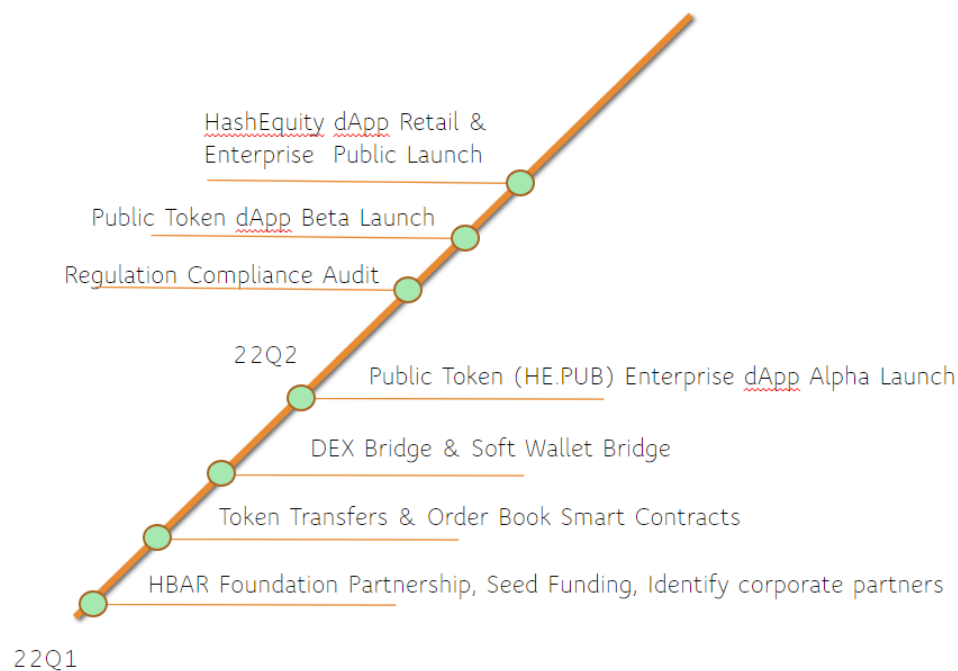 HashEquity dApp Retail &
Enterprise Public Launch
Public Token dApp Beta Launch
Regulation Compliance Audit
22Q2
Public Token (HE.PUB) Enterprise dApp Alpha Launch
DEX Bridge & Soft Wallet Bridge
Token Transfers & Order Book Smart Contracts
HBAR Foundation Partnership, Seed Funding, Identify corporate partners
22Q1